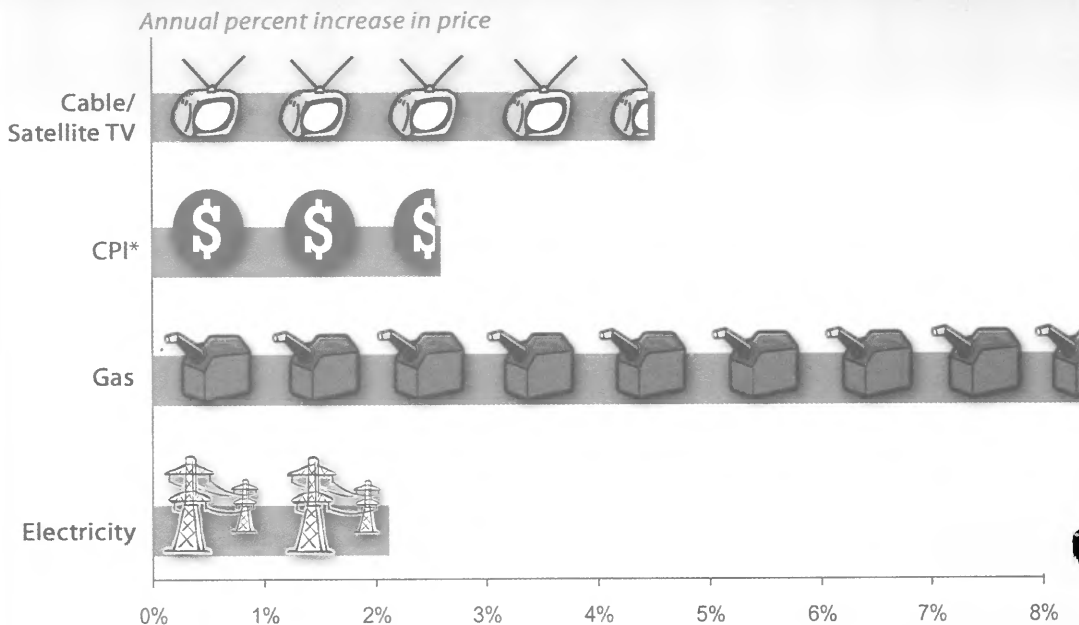 Annual percent increase in price
Cable/
Satellite TV
$ $ $
CPI*
Gas
Electricity
0% 1% 2% 3% 4% 5% 6% 7% 8%